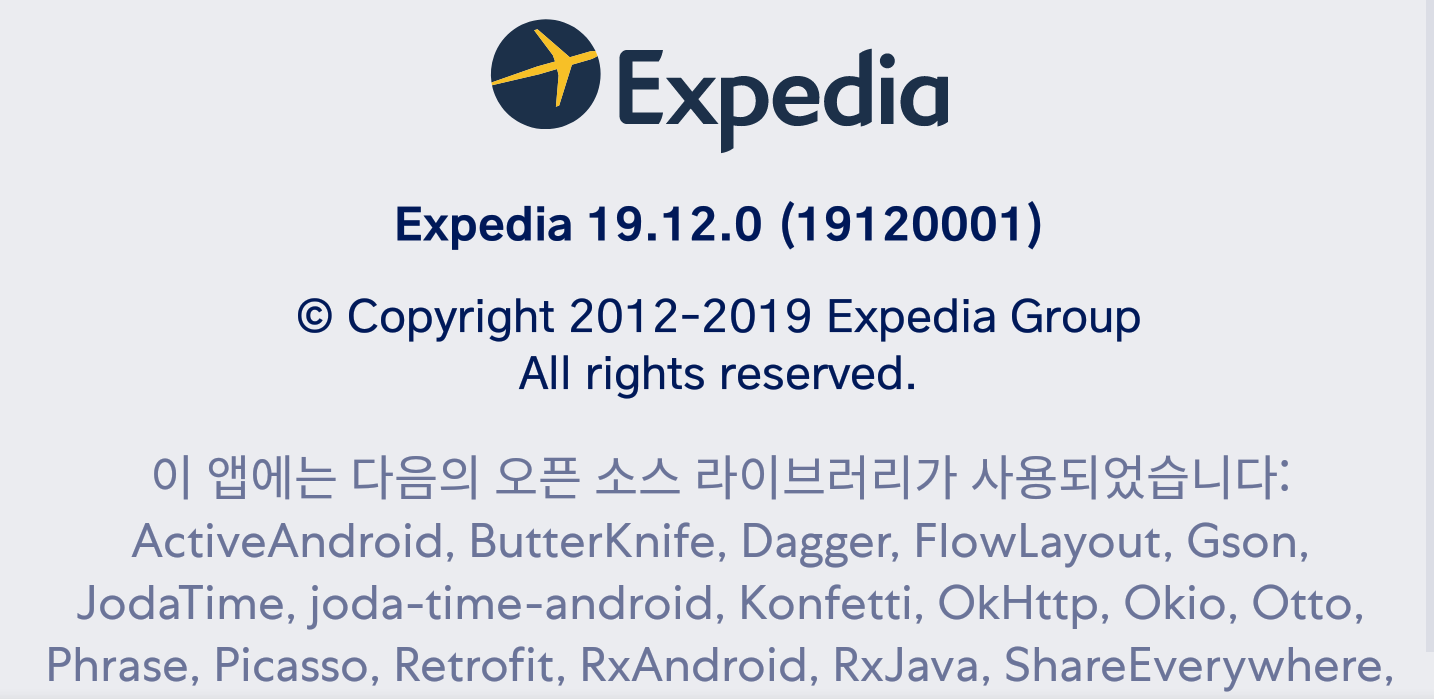 Expedia
Expedia 19.12.0 (19120001)
© Copyright 2012-2019 Expedia Group
All rights reserved.
이 앱에는 다음의 오픈 소스 라이브러리가 사용되었습니다:
ActiveAndroid, ButterKnife, Dagger, FlowLayout, Gson,
JodaTime, joda-time-android, Konfetti, OkHttp, Okio, Otto,
Phrase, Picasso, Retrofit, RxAndroid, RxJava, ShareEverywhere,